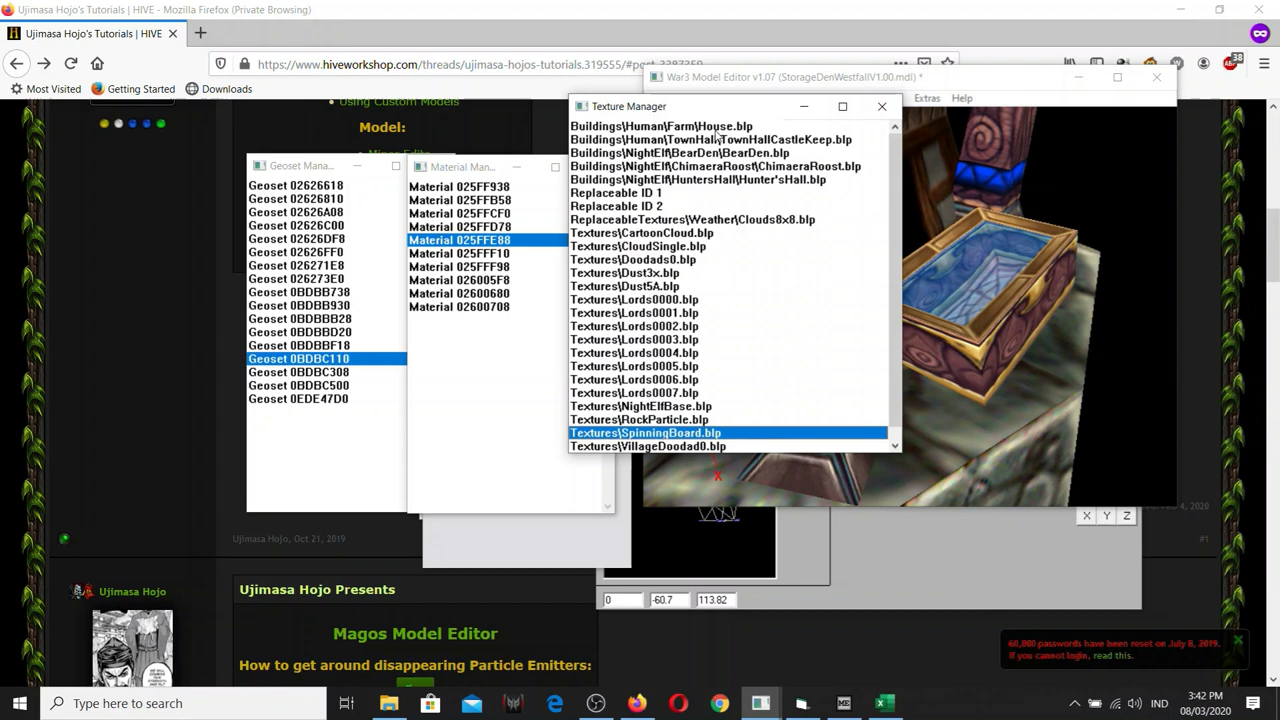 Ujimasa Hojo's Tutorials | HIVE - Mozilla Firefox (Private Browsing)
Ujimasa Hojo's Tutorials | HIVE
https://www.hiveworkshop.com/threads/ujimasa-hojos-tutorials.319555/#post-3387359
38
Most Visited
Getting Started
Downloads
War3 Model Editor v1.07 (StorageDenWestfallV1.00.mdl) *
Extras Help
Using Custom Models
Model:
Geoset Mana...
Geoset 02626618
Geoset 02626810
Geoset 02626A08
Geoset 02626C00
Geoset 02626DF8
Geoset 02626FF0
Geoset 026271E8
Geoset 026273E0
Geoset 0BDBB738
Geoset 0BDBB930
Geoset 0BDBBB28
Geoset 0BDBBD20
Geoset 0BDBBF18
Geoset 0BDBC110
Geoset 0BDBC308
Geoset 0BDBC500
Geoset 0EDE47D0
Material Man...
Material 025FF938
Material 025FFB58
Material 025FFCF0
Material 025FFD78
Material 025FFE88
Material 025FFF10
Material 025FFF98
Material 026005F8
Material 02600680
Material 02600708
Texture Manager
Buildings\Human\Farm\House.blp
Buildings\Human\TownHall\TownHallCastleKeep.blp
Buildings\NightElf\BearDen\BearDen.blp
Buildings\NightElf\ChimaeraRoost\ChimaeraRoost.blp
Buildings\NightElf\HuntersHall\Hunter'sHall.blp
Replaceable ID 1
Replaceable ID 2
ReplaceableTextures\Weather\Clouds8x8.blp
Textures\CartoonCloud.blp
Textures\CloudSingle.blp
Textures\Doodads0.blp
Textures\Dust3x.blp
Textures\Dust5A.blp
Textures\Lords0000.blp
Textures\Lords0001.blp
Textures\Lords0002.blp
Textures\Lords0003.blp
Textures\Lords0004.blp
Textures\Lords0005.blp
Textures\Lords0006.blp
Textures\Lords0007.blp
Textures\NightElfBase.blp
Textures\RockParticle.blp
Textures\SpinningBoard.blp
Textures\VillageDoodad0.blp
X
X Y Z
0 -60.7 113.82
Ujimasa Hojo, Oct 21, 2019
#1
Ujimasa Hojo
Ujimasa Hojo Presents
Magos Model Editor
How to get around disappearing Particle Emitters:
60,000 passwords have been reset on July 8, 2019.
If you cannot login, read this.
Type here to search
ME
IND
3:42 PM
08/03/2020